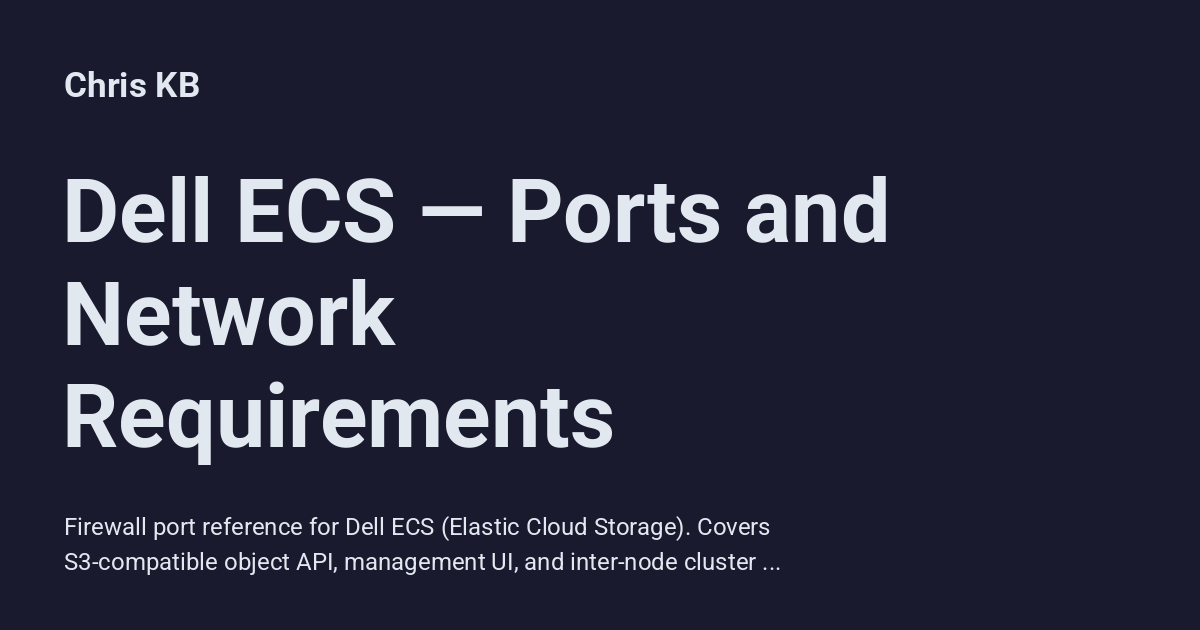 Chris KB
Dell ECS — Ports and
Network
Requirements
Firewall port reference for Dell ECS (Elastic Cloud Storage). Covers
S3-compatible object API, management UI, and inter-node cluster ...